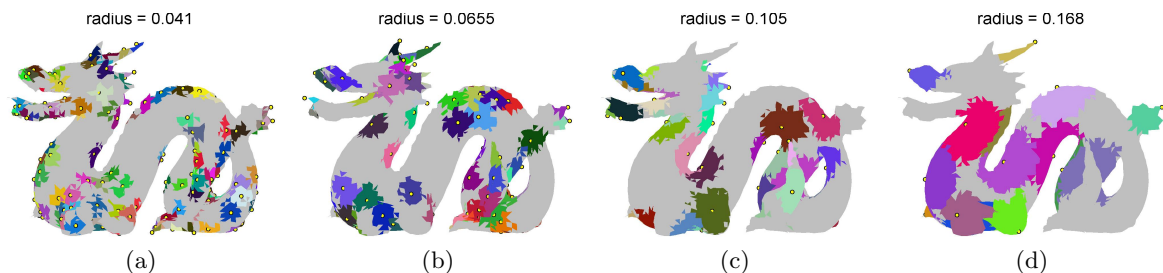 radius = 0.041
radius = 0.0655
radius = 0.105
radius = 0.168
(a)
(b)
(c)
(d)